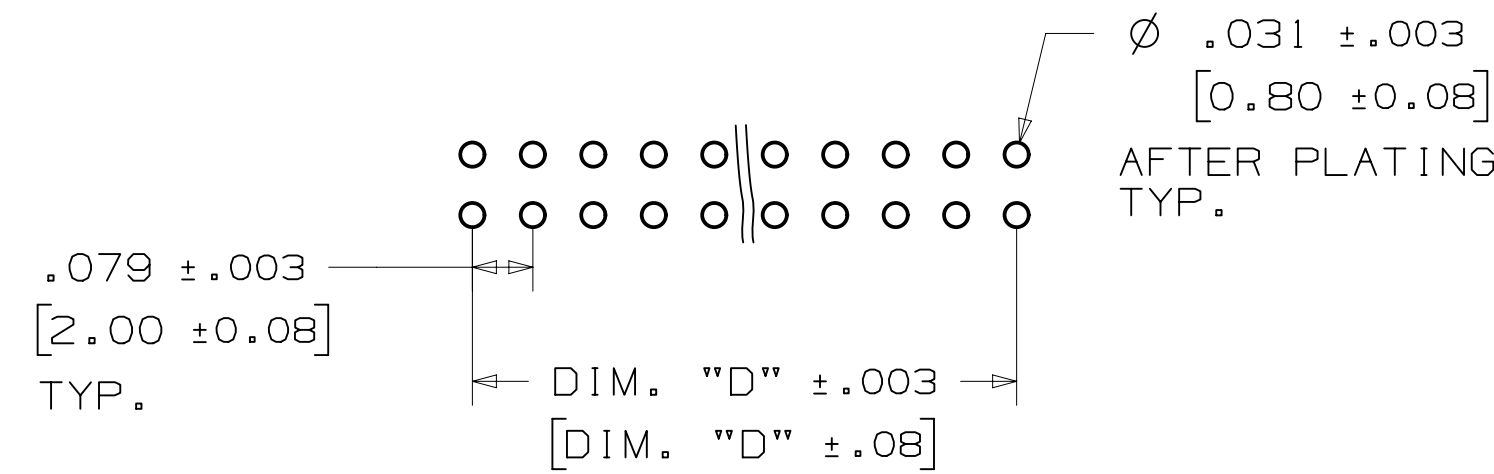 Ø .031 ±.003
[0.80 ±0.08]
AFTER PLATING
TYP.
.079 ±.003
[2.00 ±0.08]
TYP.
DIM. "D" ±.003
[DIM. "D" ±.08]